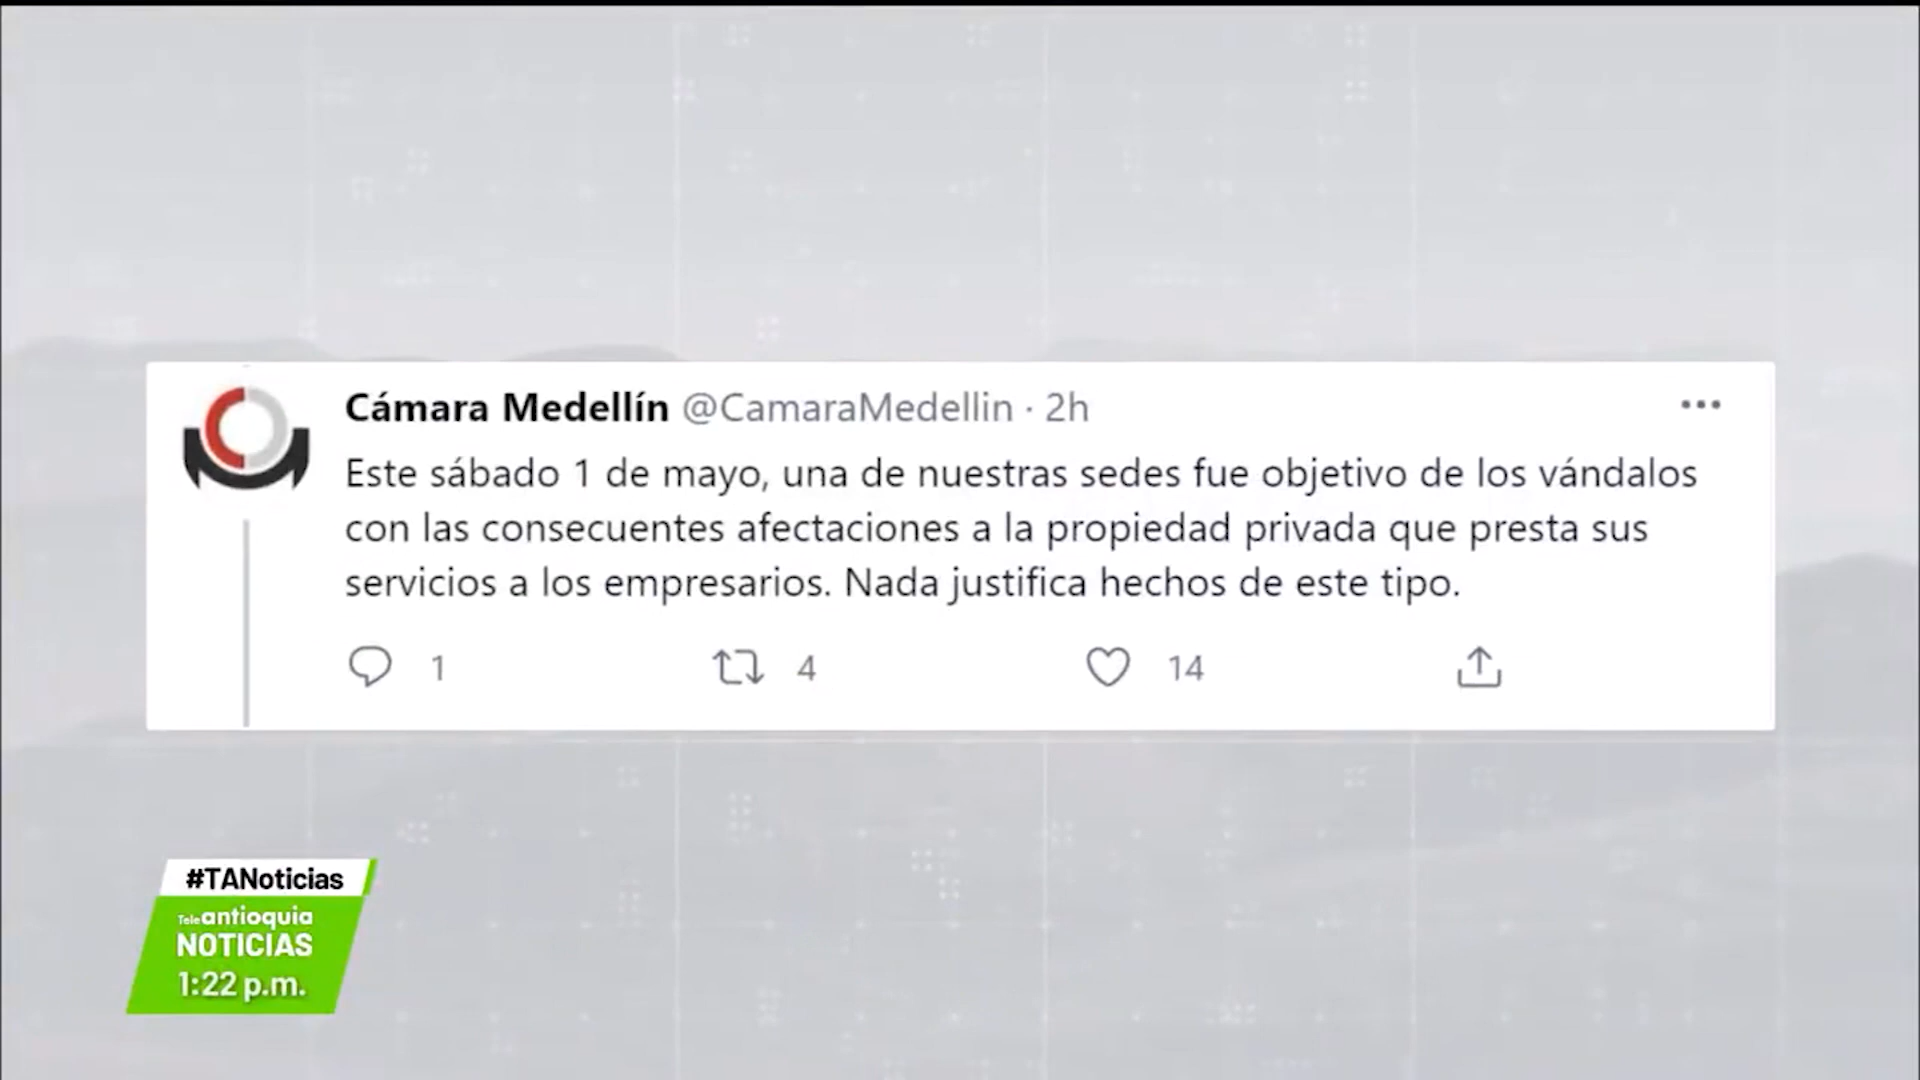 Cámara Medellín @CamaraMedellin · 2h
Este sábado 1 de mayo, una de nuestras sedes fue objetivo de los vándalos
con las consecuentes afectaciones a la propiedad privada que presta sus
servicios a los empresarios. Nada justifica hechos de este tipo.
1 4 14
#TANoticias
Teleantioquia
NOTICIAS
1:22 p.m.